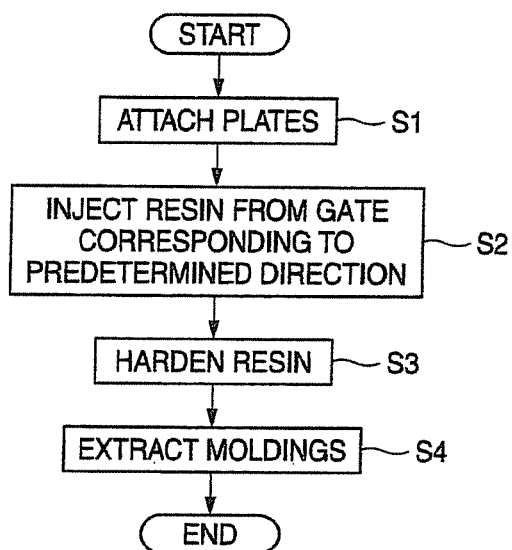 START
ATTACH PLATES
S1
INJECT RESIN FROM GATE
CORRESPONDING TO
PREDETERMINED DIRECTION
S2
HARDEN RESIN
S3
EXTRACT MOLDINGS
S4
END